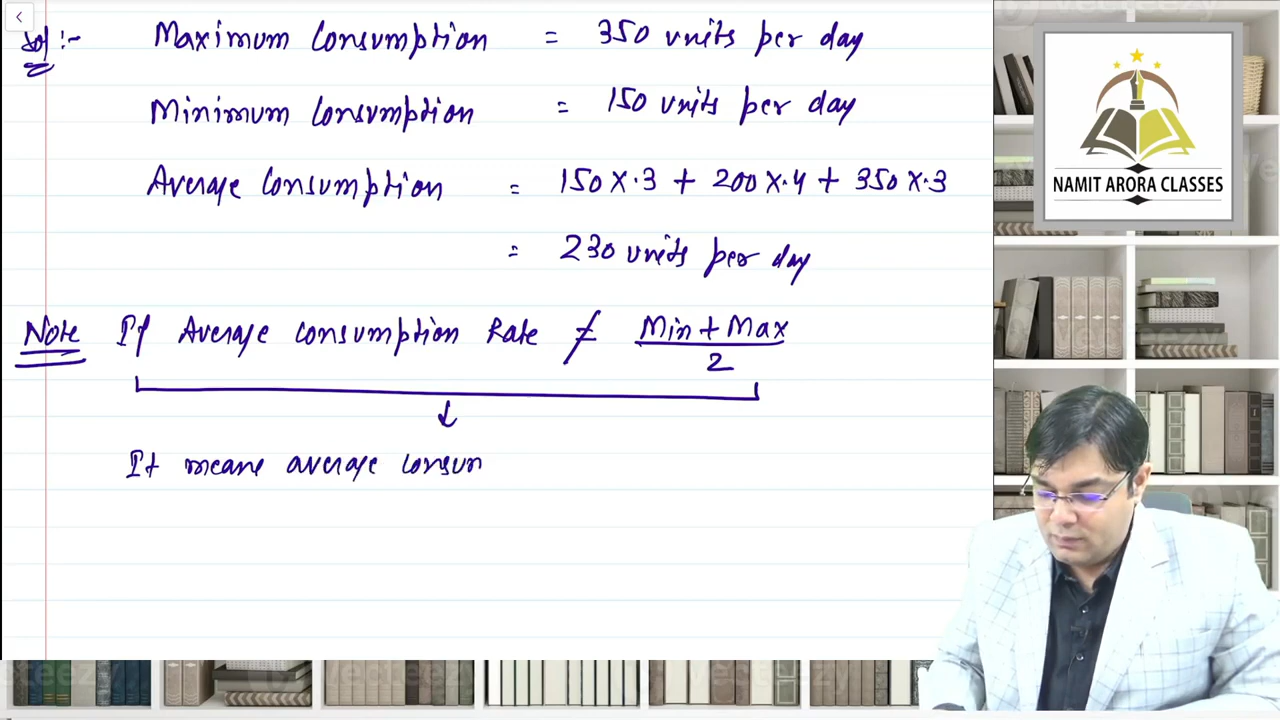 Sol :-
Maximum Consumption = 350 units per day
Minimum Consumption = 150 units per day
Average Consumption = 150 X .3 + 200 X .4 + 350 X .3
= 230 units per day
Note If Average consumption Rate ≠ Min + Max / 2
It means average consum
NAMIT ARORA CLASSES